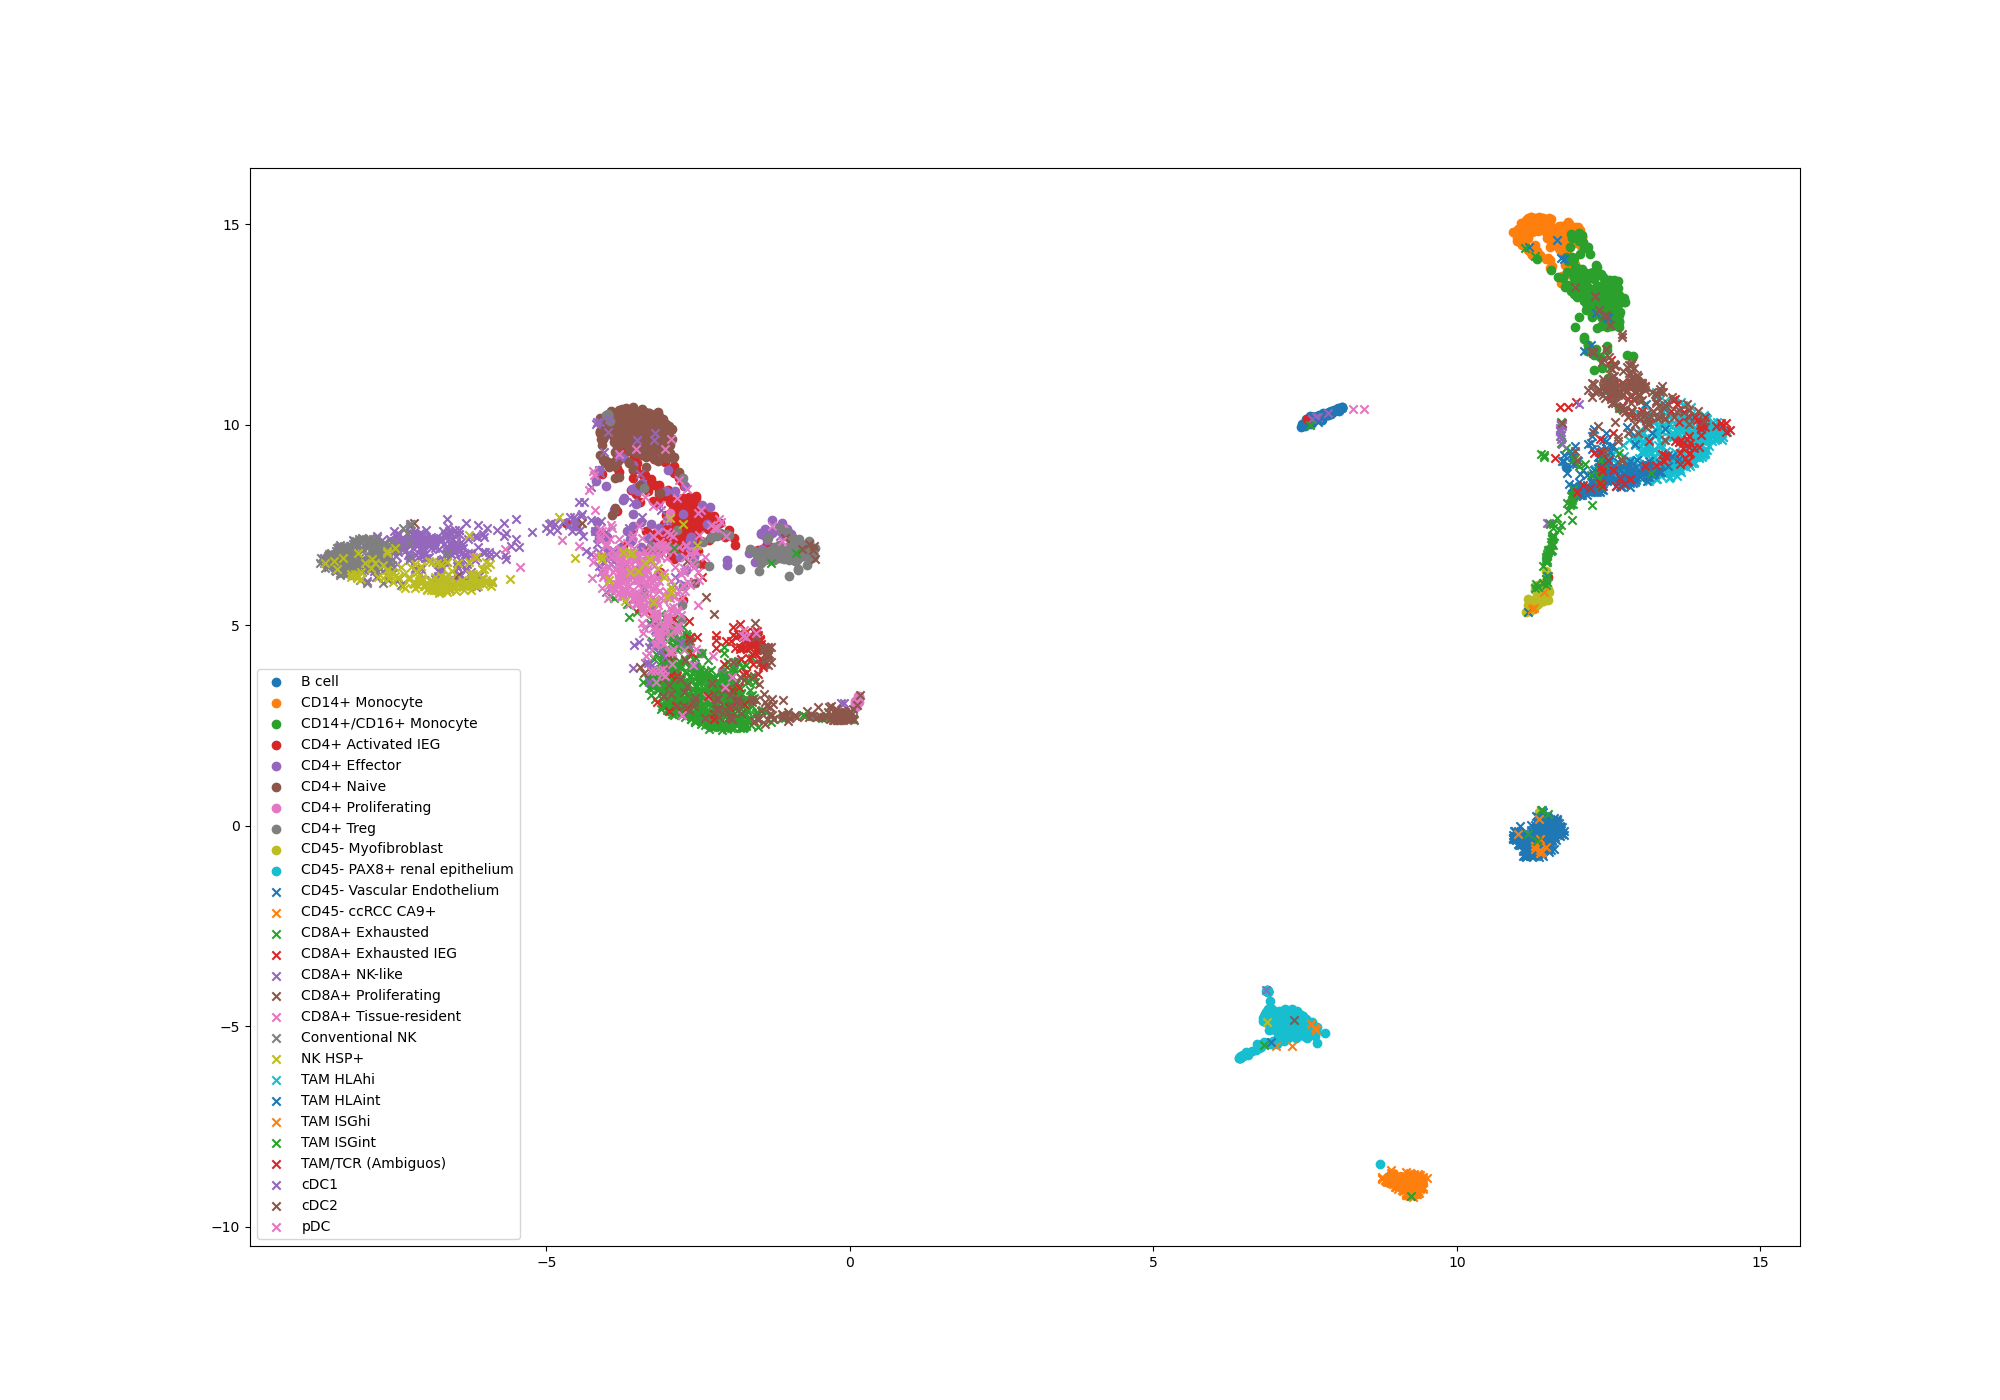 15
10
5
0
−5
−10
B cell
CD14+ Monocyte
CD14+/CD16+ Monocyte
CD4+ Activated IEG
CD4+ Effector
CD4+ Naive
CD4+ Proliferating
CD4+ Treg
CD45- Myofibroblast
CD45- PAX8+ renal epithelium
CD45- Vascular Endothelium
CD45- ccRCC CA9+
CD8A+ Exhausted
CD8A+ Exhausted IEG
CD8A+ NK-like
CD8A+ Proliferating
CD8A+ Tissue-resident
Conventional NK
NK HSP+
TAM HLAhi
TAM HLAint
TAM ISGhi
TAM ISGint
TAM/TCR (Ambiguos)
cDC1
cDC2
pDC
−5 0 5 10 15